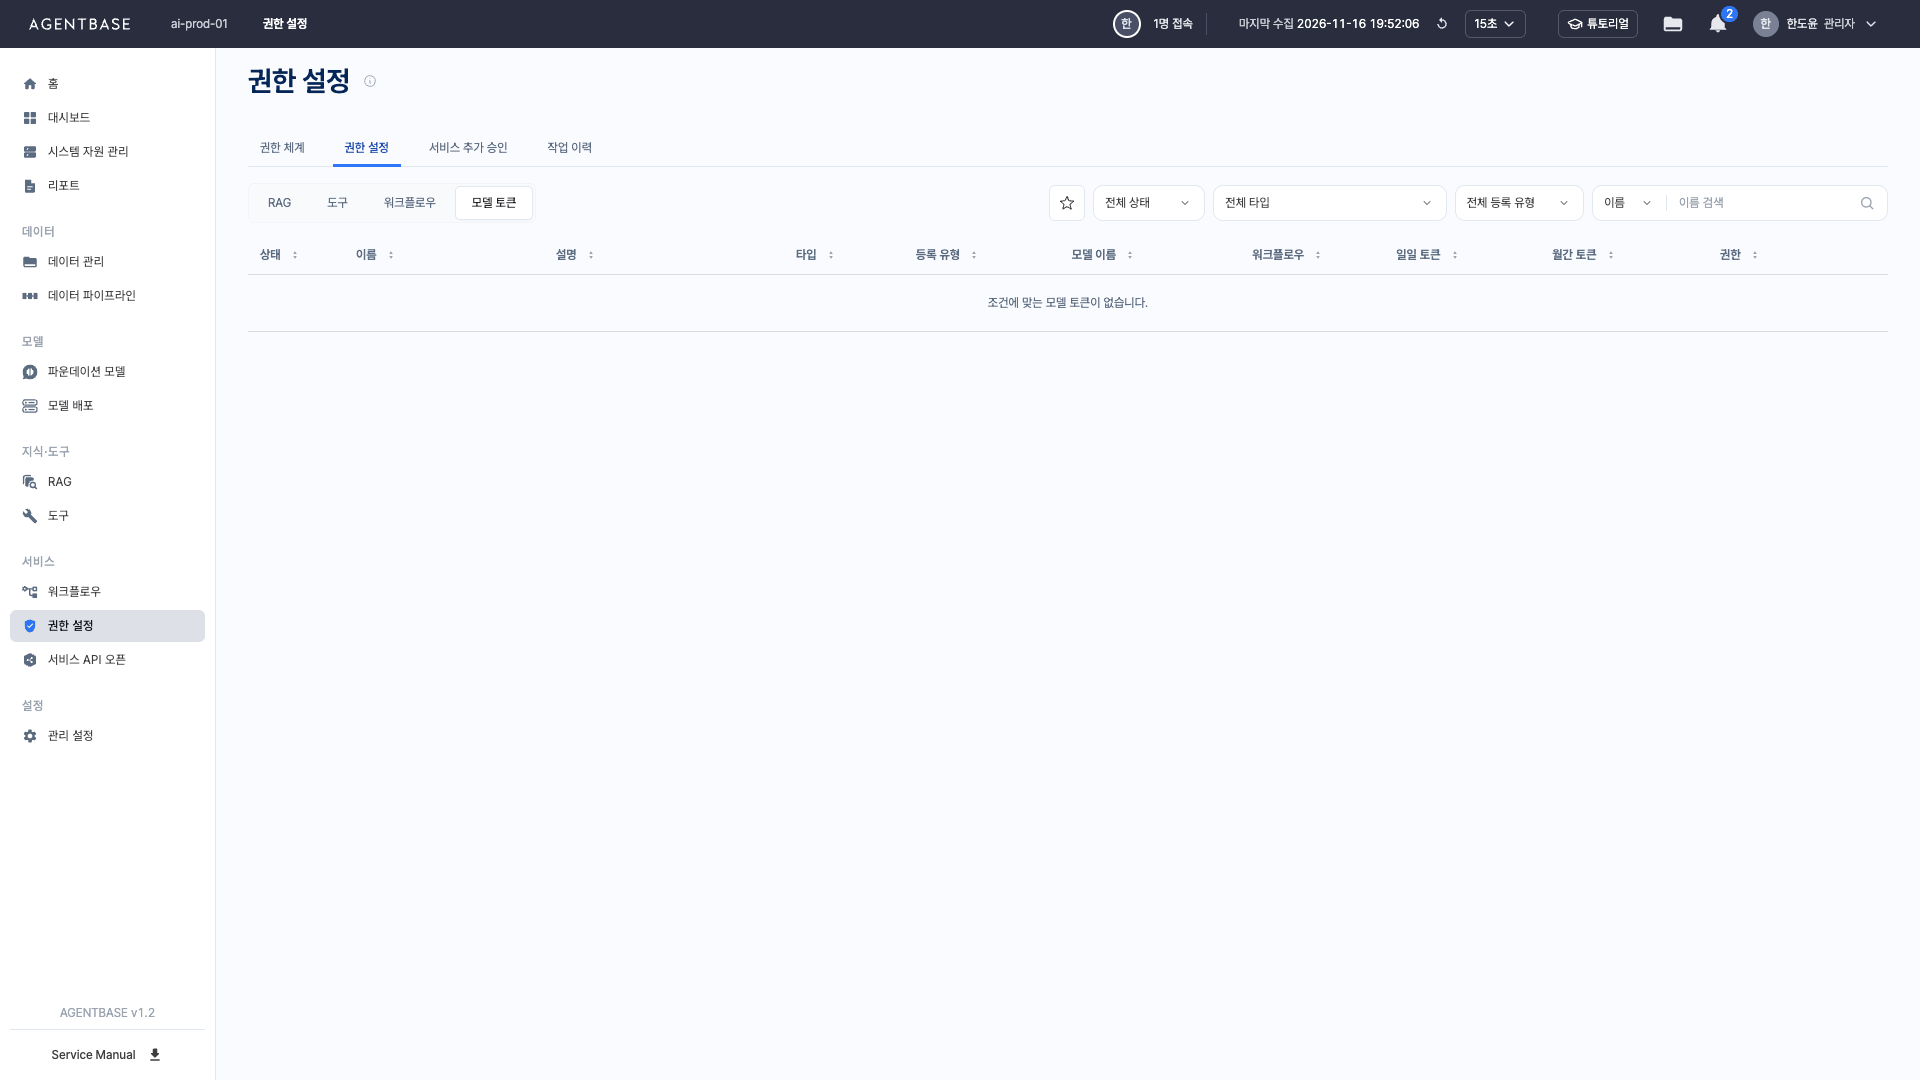 AGENTBASE ai-prod-01 권한 설정 한 1명 접속 마지막 수집 2026-11-16 19:52:06 15초 튜토리얼 2 한 한도윤 관리자
홈
대시보드
시스템 자원 관리
리포트
데이터
데이터 관리
데이터 파이프라인
모델
파운데이션 모델
모델 배포
지식·도구
RAG
도구
서비스
워크플로우
권한 설정
서비스 API 오픈
설정
관리 설정
AGENTBASE v1.2
Service Manual
권한 설정
권한 체계 권한 설정 서비스 추가 승인 작업 이력
RAG 도구 워크플로우 모델 토큰 전체 상태 전체 타입 전체 등록 유형 이름 이름 검색
상태 이름 설명 타입 등록 유형 모델 이름 워크플로우 일일 토큰 월간 토큰 권한
조건에 맞는 모델 토큰이 없습니다.